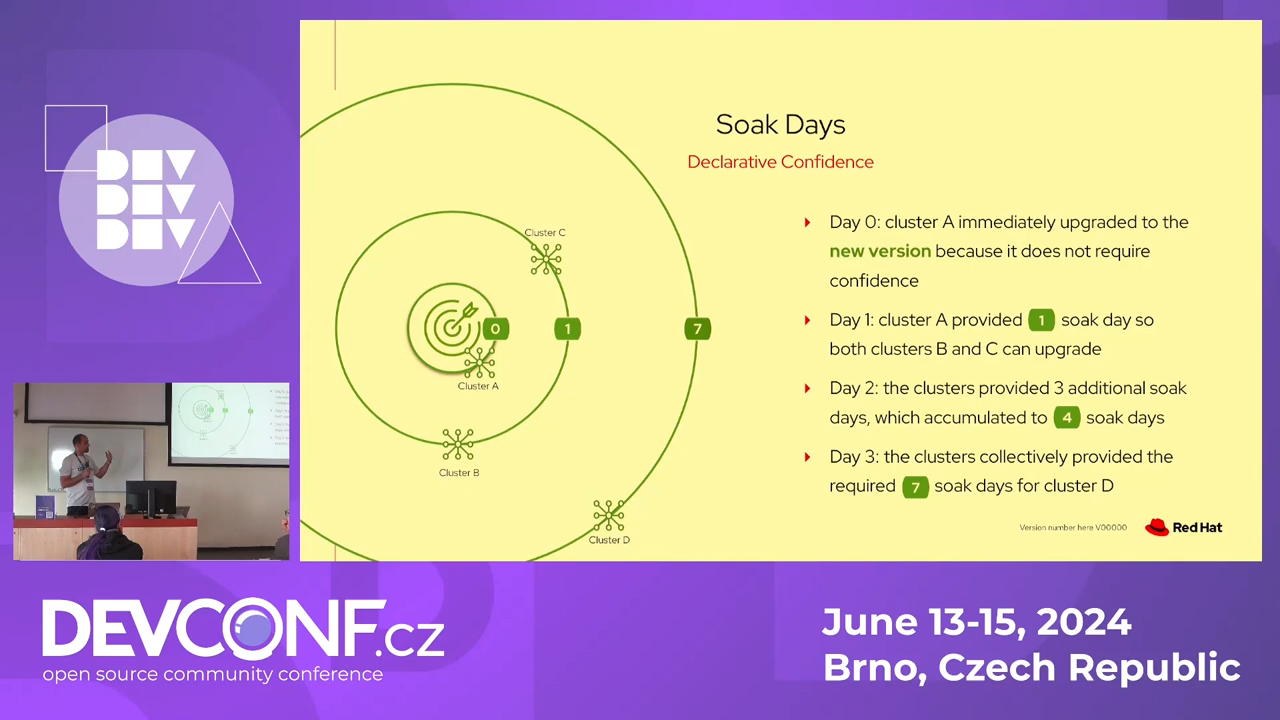 DEV
DEV
DEV
Soak Days
Declarative Confidence
Cluster C
0
1
7
Cluster A
Cluster B
Cluster D
Day 0: cluster A immediately upgraded to the
new version because it does not require
confidence
Day 1: cluster A provided 1 soak day so
both clusters B and C can upgrade
Day 2: the clusters provided 3 additional soak
days, which accumulated to 4 soak days
Day 3: the clusters collectively provided the
required 7 soak days for cluster D
Version number here V00000
Red Hat
DEVCONF.cz
open source community conference
June 13-15, 2024
Brno, Czech Republic